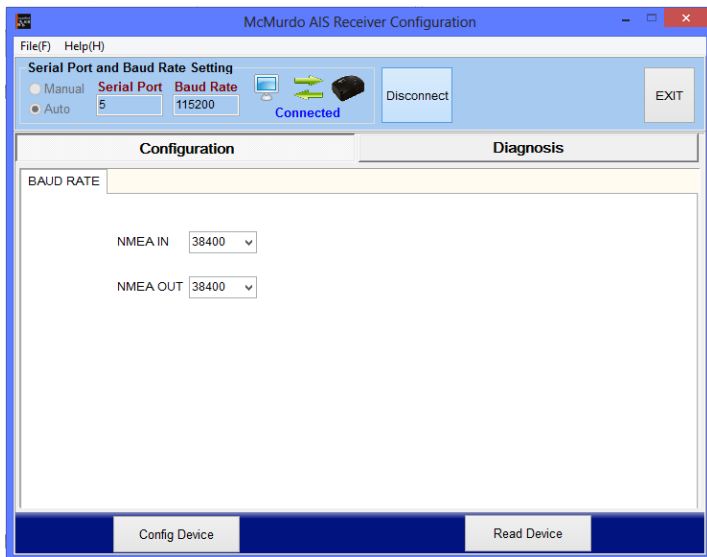 McMurdo AIS Receiver Configuration
File(F) Help(H)
Serial Port and Baud Rate Setting
Manual Serial Port Baud Rate
Auto 5 115200
Connected
Disconnect
EXIT
Configuration Diagnosis
BAUD RATE
NMEA IN 38400
NMEA OUT 38400
Config Device Read Device